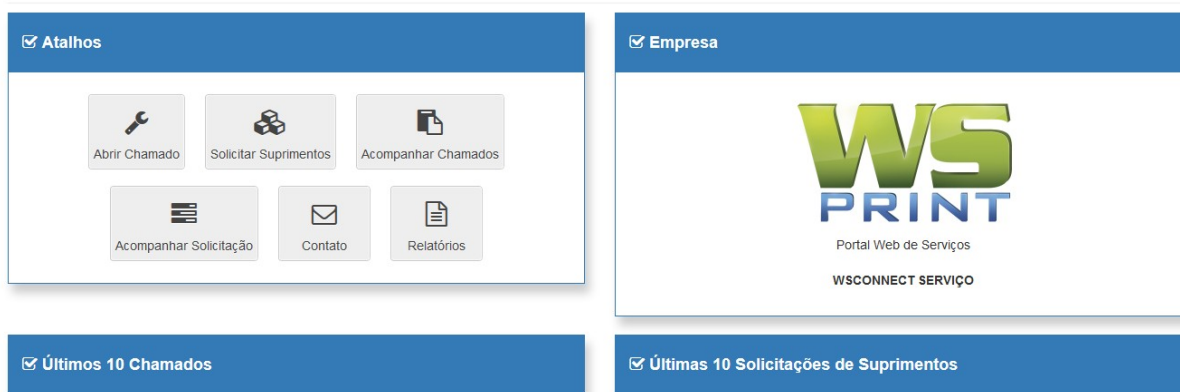 Atalhos
Abrir Chamado
Solicitar Suprimentos
Acompanhar Chamados
Acompanhar Solicitação
Contato
Relatórios
Empresa
WS
PRINT
Portal Web de Serviços
WSCONNECT SERVIÇO
Últimos 10 Chamados
Últimas 10 Solicitações de Suprimentos